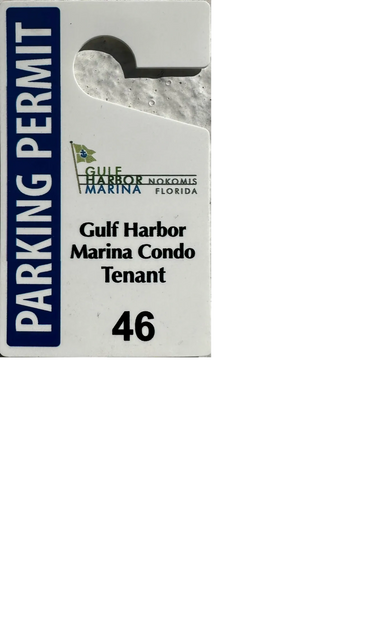 PARKING PERMIT
GULF
HARBOR NOKOMIS
MARINA FLORIDA
Gulf Harbor
Marina Condo
Tenant
46